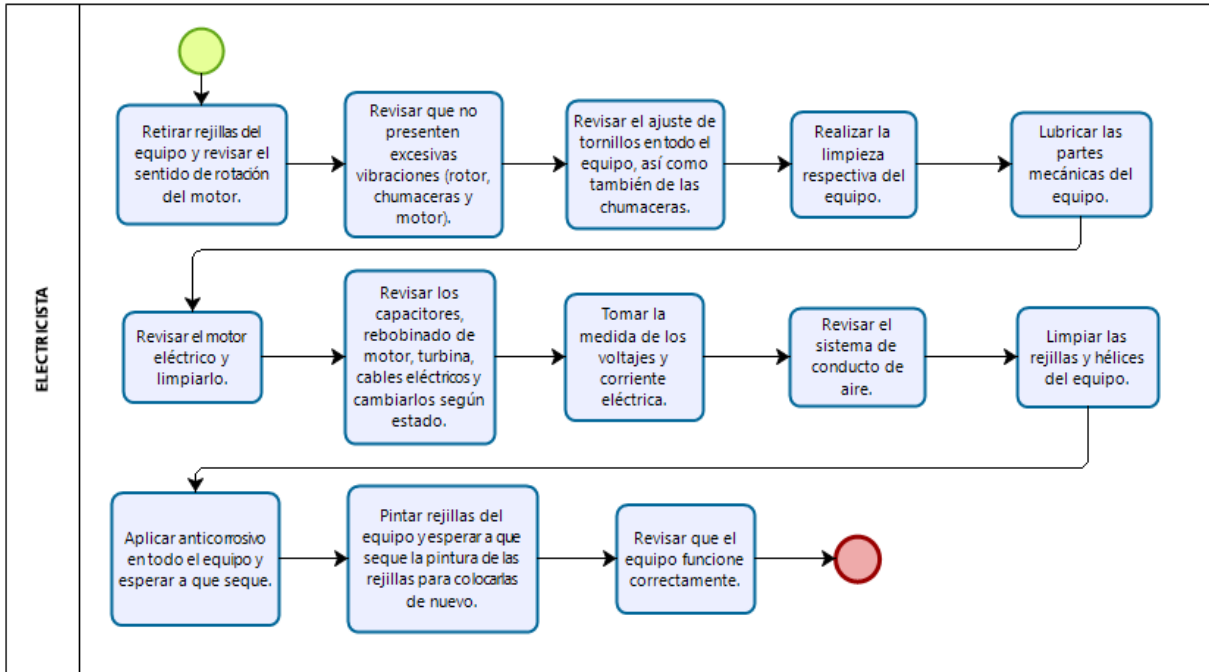 ELECTRICISTA
Retirar rejillas del
equipo y revisar el
sentido de rotación
del motor.
Revisar que no
presenten
excesivas
vibraciones (rotor,
chumaceras y
motor).
Revisar el ajuste de
tornillos en todo el
equipo, así como
también de las
chumaceras.
Realizar la
limpieza
respectiva del
equipo.
Lubricar las
partes
mecánicas del
equipo.
Revisar el motor
eléctrico y
limpiarlo.
Revisar los
capacitores,
rebobinado de
motor, turbina,
cables eléctricos y
cambiarlos según
estado.
Tomar la
medida de los
voltajes y
corriente
eléctrica.
Revisar el
sistema de
conducto de
aire.
Limpiar las
rejillas y hélices
del equipo.
Aplicar anticorrosivo
en todo el equipo y
esperar a que seque.
Pintar rejillas del
equipo y esperar a que
seque la pintura de las
rejillas para colocarlas
de nuevo.
Revisar que el
equipo funcione
correctamente.